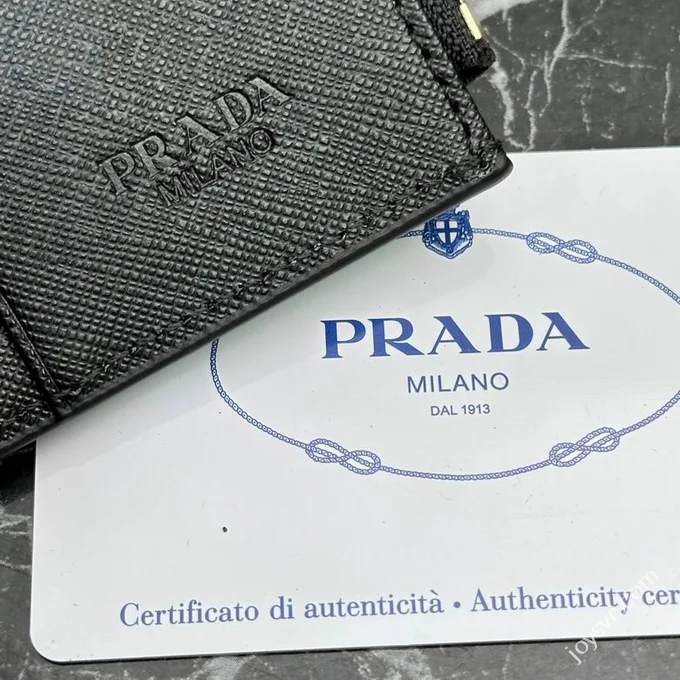 PRADA
MILANO
PRADA
MILANO
DAL 1913
Certificato di autenticità • Authenticity cer